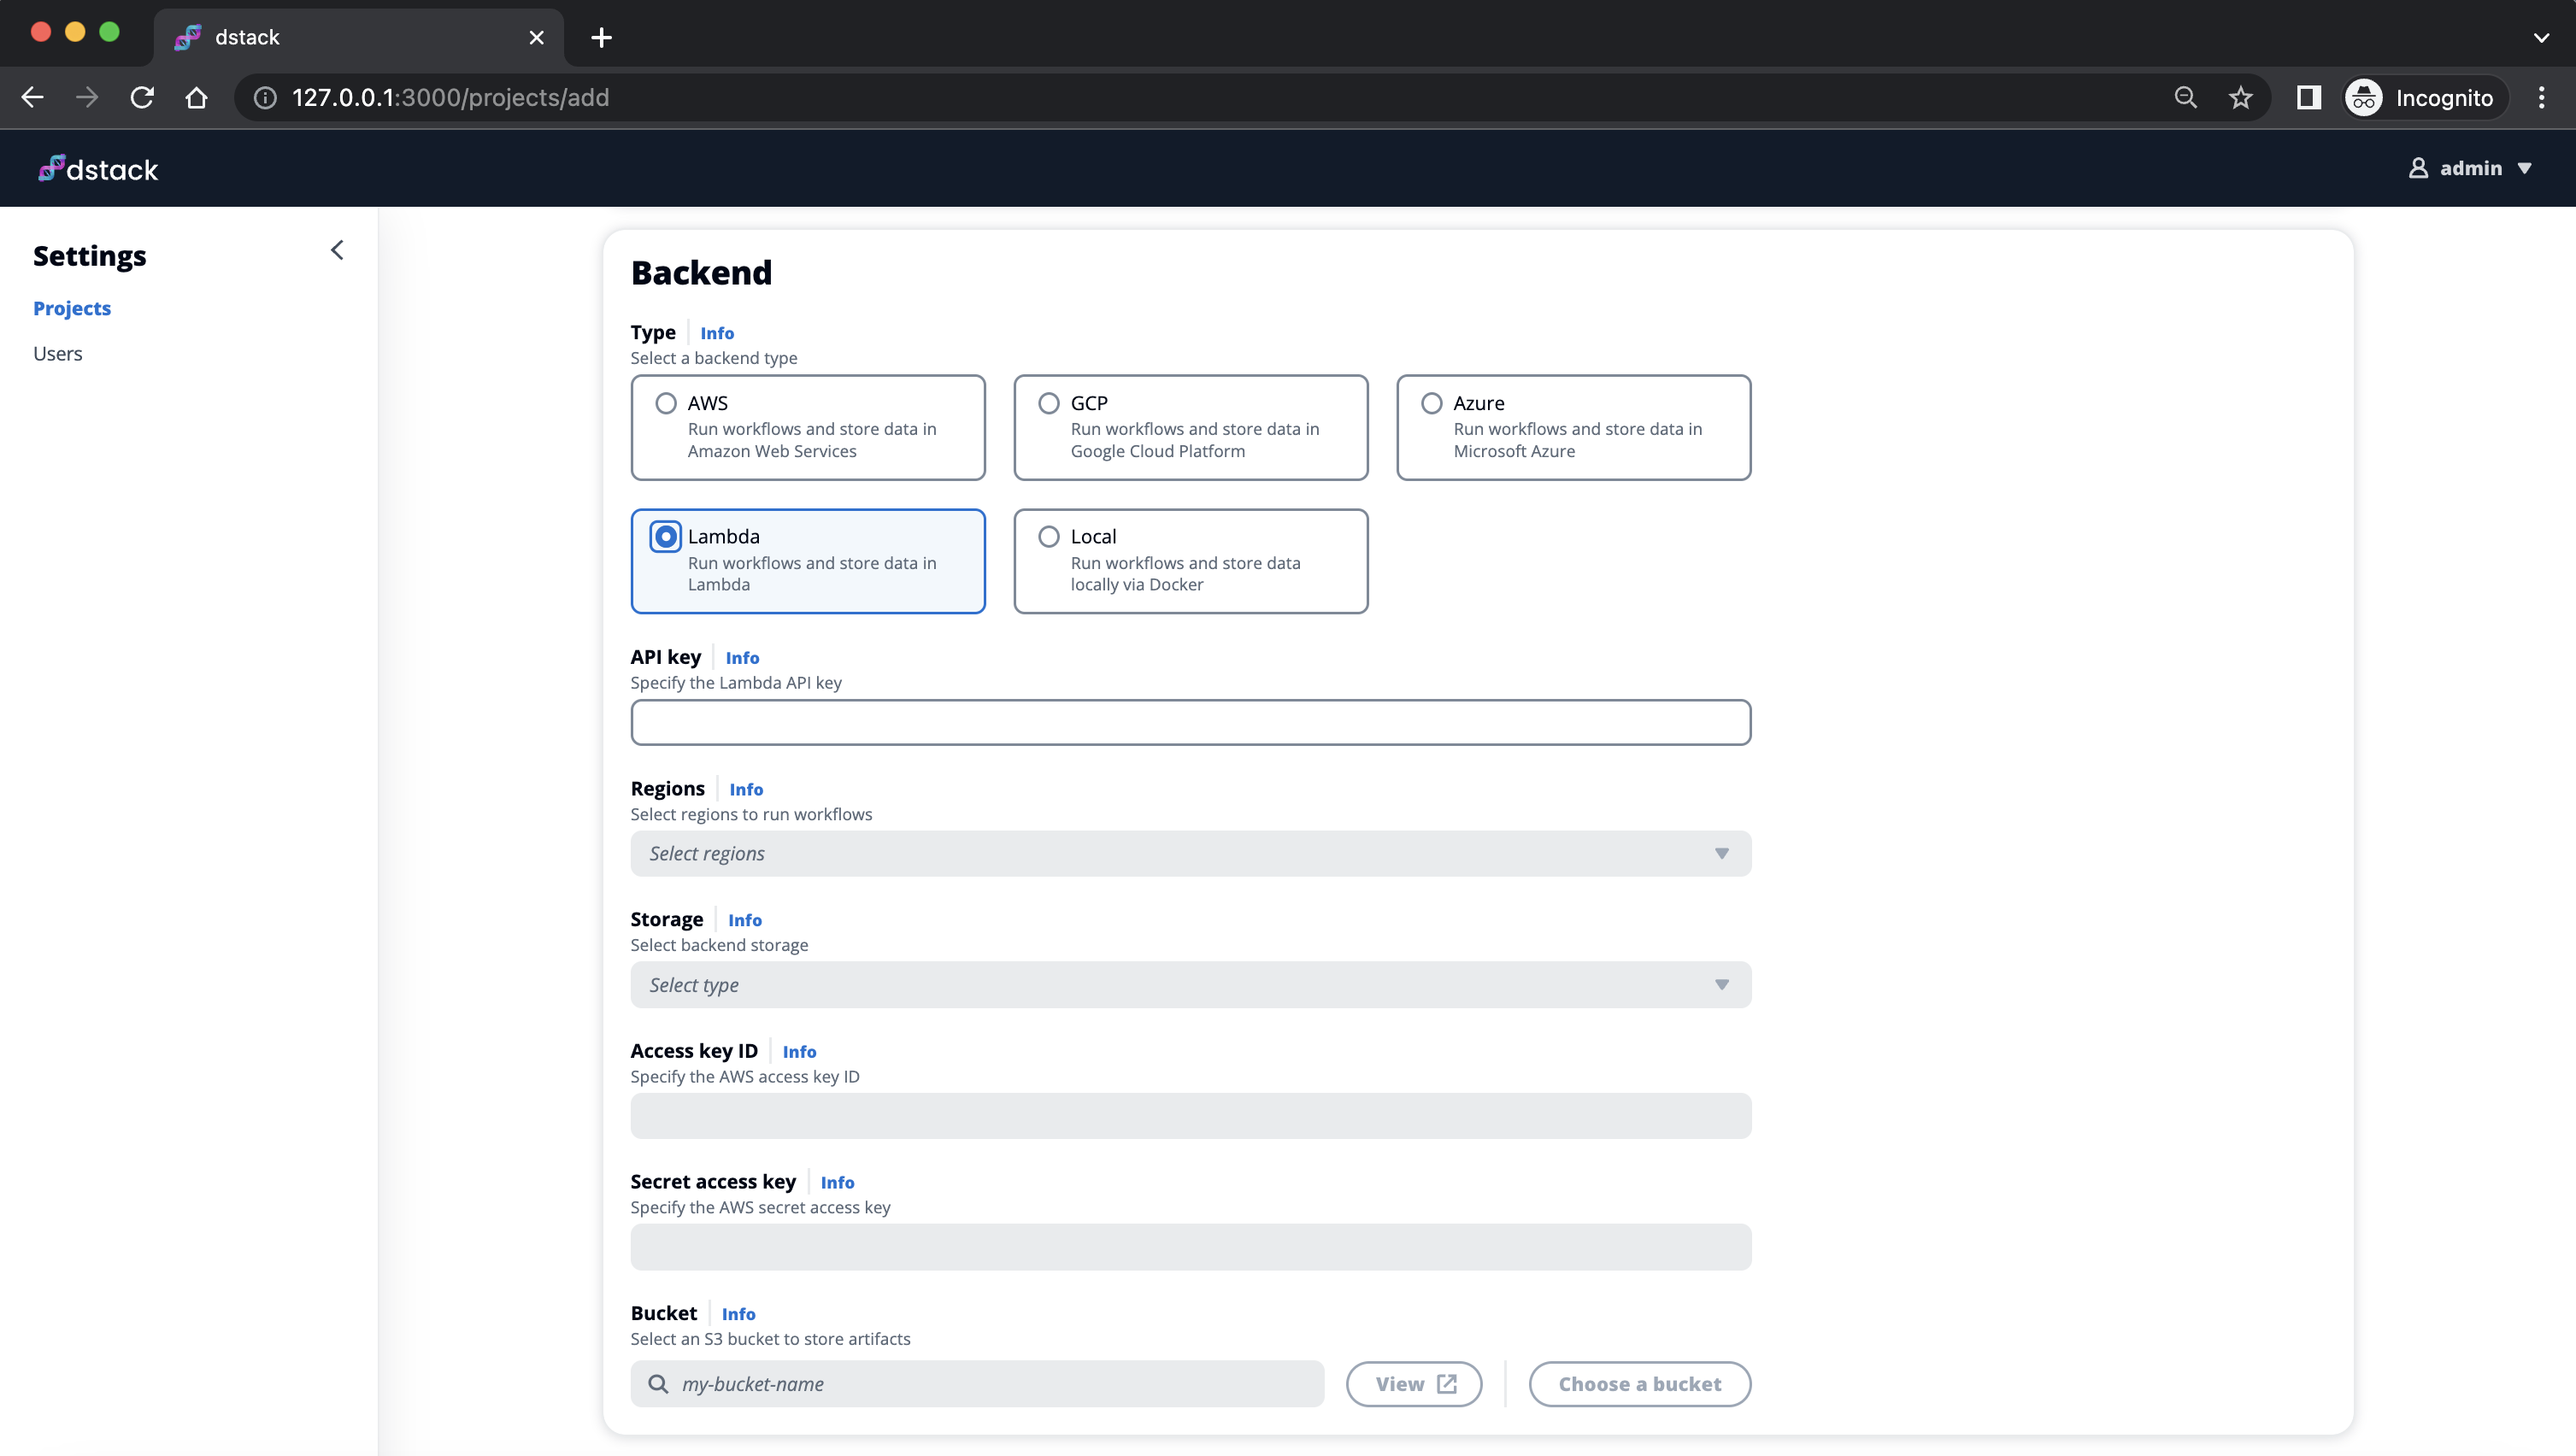 dstack
127.0.0.1:3000/projects/add
Incognito
dstack
admin
Settings
Projects
Users
Backend
Type Info
Select a backend type
AWS
Run workflows and store data in
Amazon Web Services
GCP
Run workflows and store data in
Google Cloud Platform
Azure
Run workflows and store data in
Microsoft Azure
Lambda
Run workflows and store data in
Lambda
Local
Run workflows and store data
locally via Docker
API key Info
Specify the Lambda API key
Regions Info
Select regions to run workflows
Select regions
Storage Info
Select backend storage
Select type
Access key ID Info
Specify the AWS access key ID
Secret access key Info
Specify the AWS secret access key
Bucket Info
Select an S3 bucket to store artifacts
my-bucket-name
View
Choose a bucket